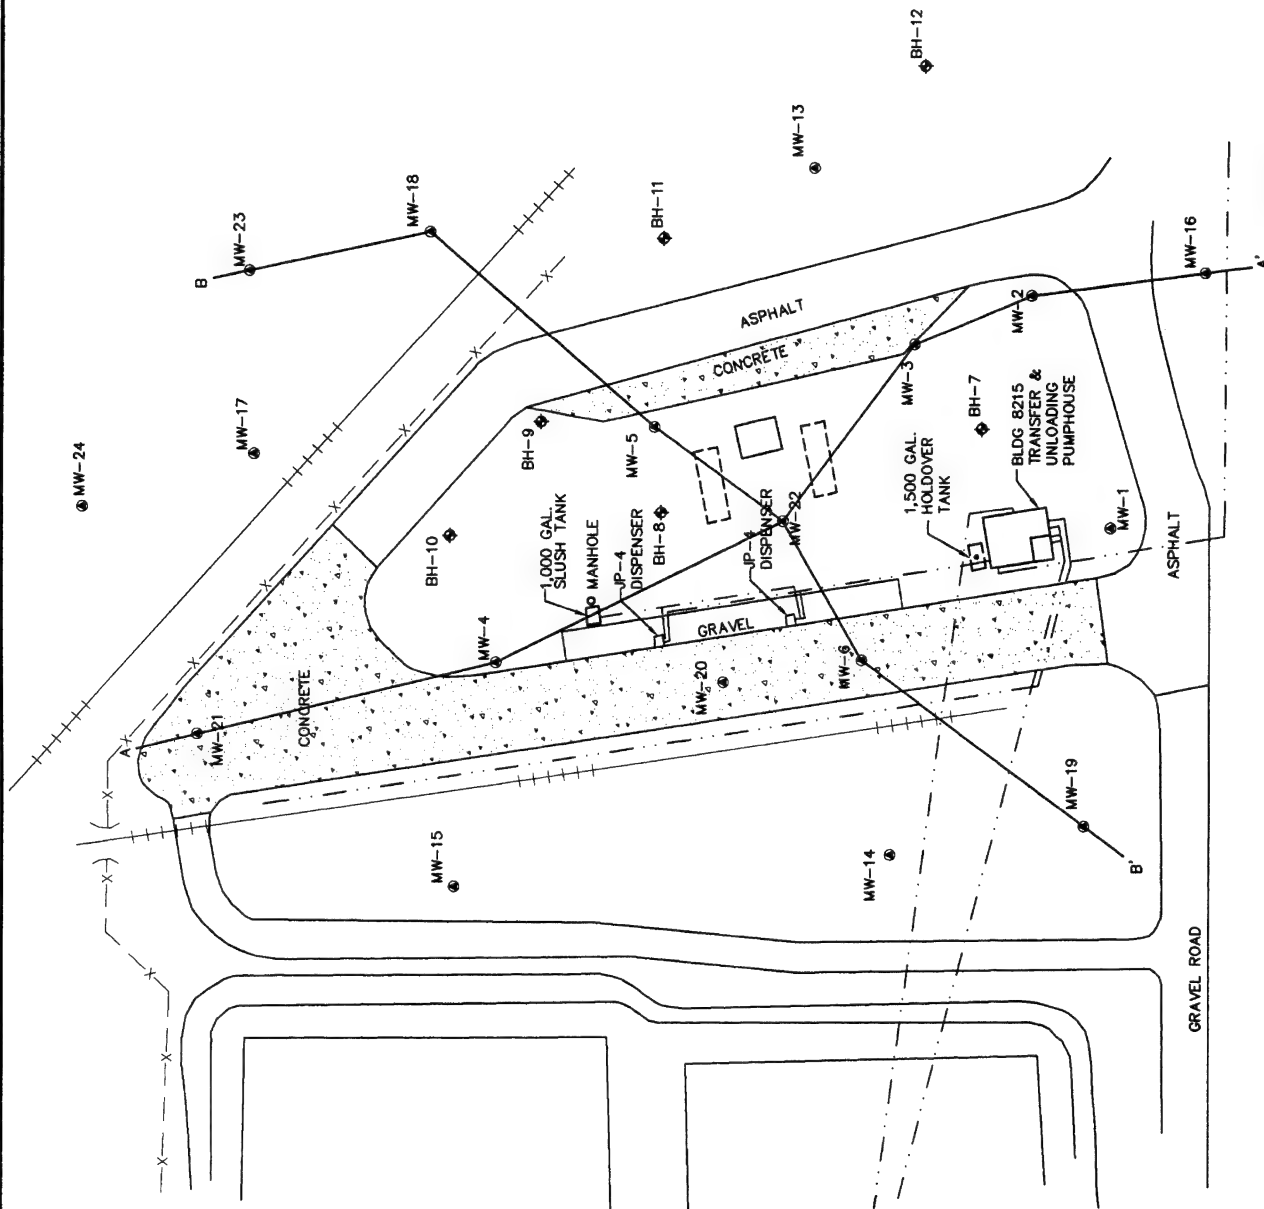 BH-12
MW-13
MW-18
MW-23
B
BH-11
MW-16
A'
MW-2
ASPHALT
CONCRETE
MW-3
MW-17
MW-24
BH-9
MW-5
BH-7
BLDG 8215
TRANSFER &
UNLOADING
PUMPHOUSE
1,500 GAL.
HOLDOVER
TANK
BH-10
BH-8
MW-22
MW-1
ASPHALT
1,000 GAL.
SLUSH TANK
MANHOLE
JP-4
DISPENSER
JP-4
DISPENSER
GRAVEL
MW-4
MW-6
MW-20
CONCRETE
MW-21
A
MW-19
B'
MW-15
MW-14
GRAVEL ROAD
X
X
X
X
X
X
X
X
X
X
X
X